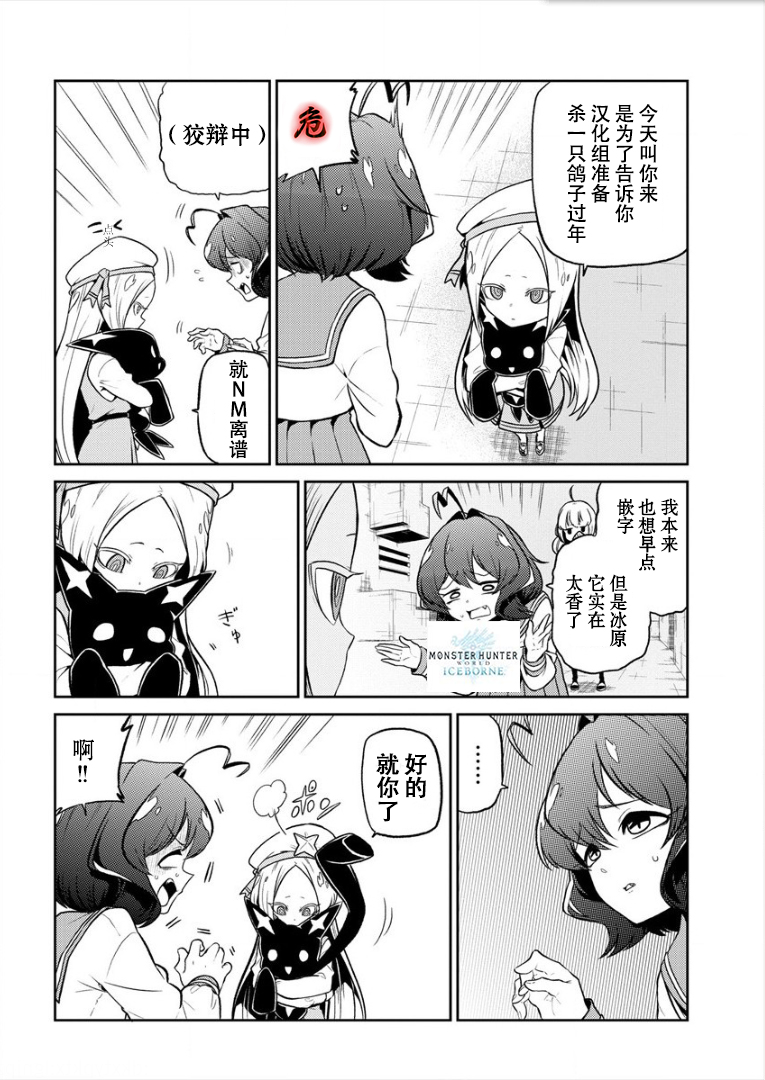 今天叫你来
是为了告诉你
汉化组准备
杀一只鸽子过年
危
（狡辩中）
点头
就NM离谱
我本来
也想早点
嵌字
但是冰原
它实在
太香了
MONSTER HUNTER
WORLD
ICEBORNE
ぎゅ
……
好的
就你了
啊!!